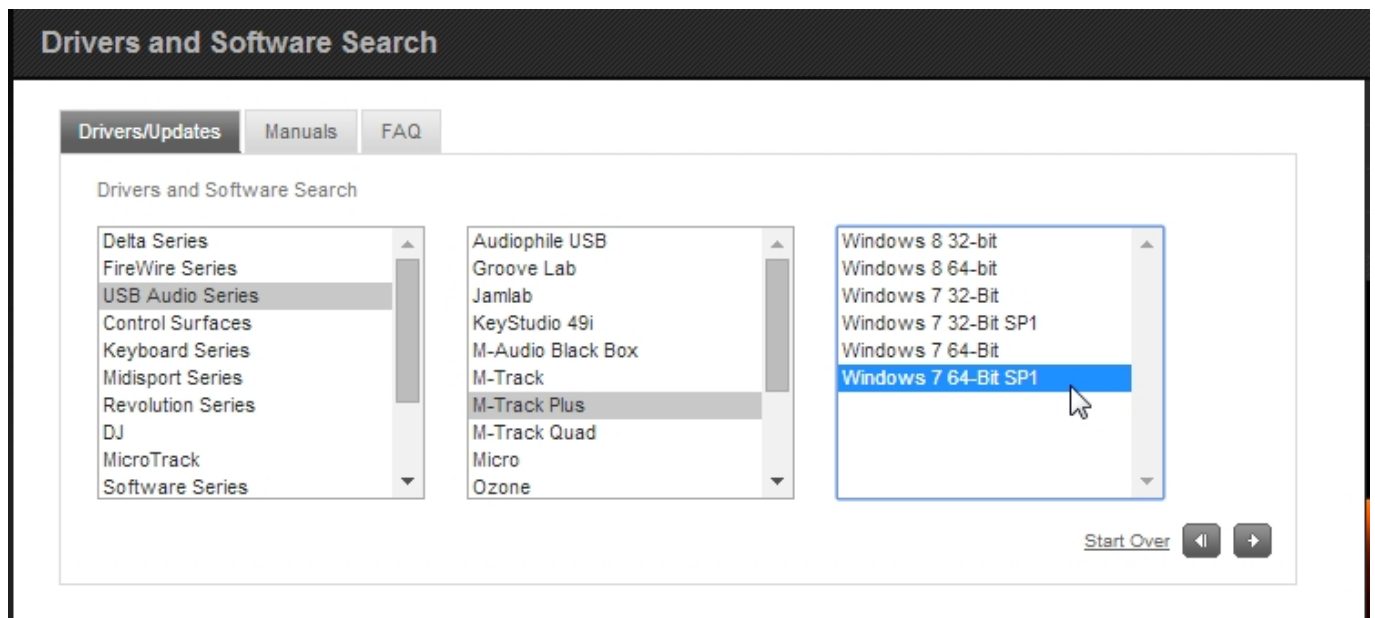 Drivers and Software Search
Drivers/Updates
Manuals
FAQ
Drivers and Software Search
Delta Series
FireWire Series
USB Audio Series
Control Surfaces
Keyboard Series
Midisport Series
Revolution Series
DJ
MicroTrack
Software Series
Audiophile USB
Groove Lab
Jamlab
KeyStudio 49i
M-Audio Black Box
M-Track
M-Track Plus
M-Track Quad
Micro
Ozone
Windows 8 32-bit
Windows 8 64-bit
Windows 7 32-Bit
Windows 7 32-Bit SP1
Windows 7 64-Bit
Windows 7 64-Bit SP1
Start Over